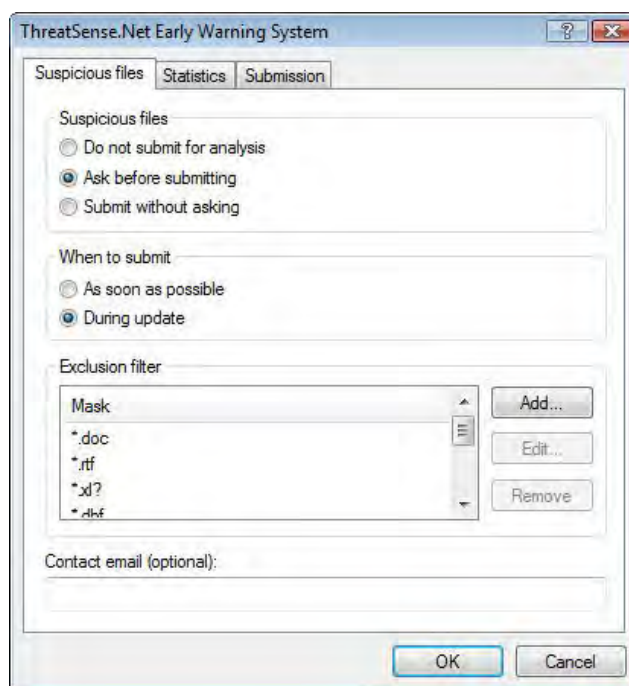 ThreatSense.Net Early Warning System
Suspicious files Statistics Submission
Suspicious files
Do not submit for analysis
Ask before submitting
Submit without asking
When to submit
As soon as possible
During update
Exclusion filter
Mask
Add...
*.doc
*.rtf
Edit...
*.xl?
Remove
*.dbf
Contact email (optional):
OK Cancel